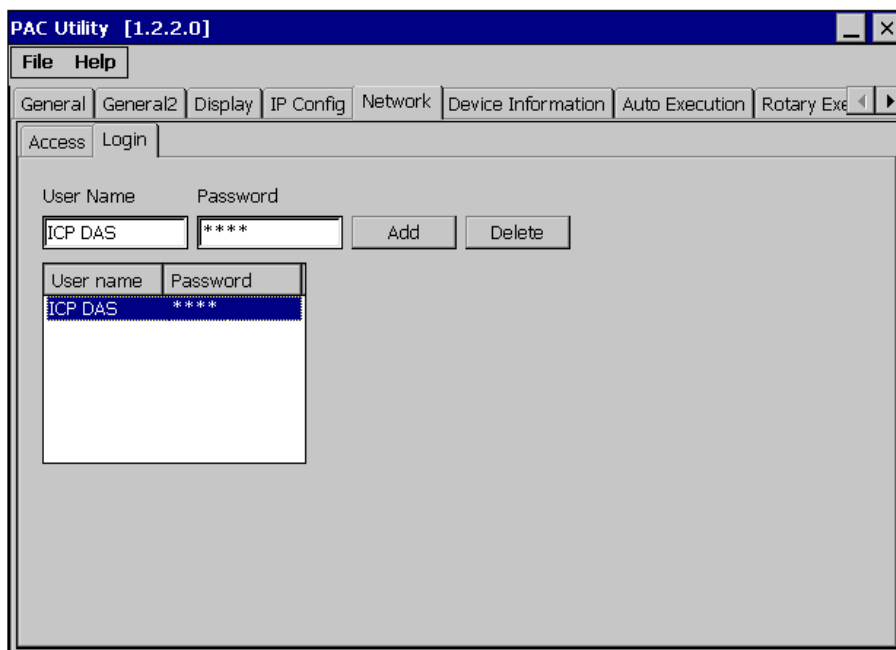 PAC Utility [1.2.2.0]
File Help
General General2 Display IP Config Network Device Information Auto Execution Rotary Exe
Access Login
User Name Password
ICP DAS **** Add Delete
User name Password
ICP DAS ****